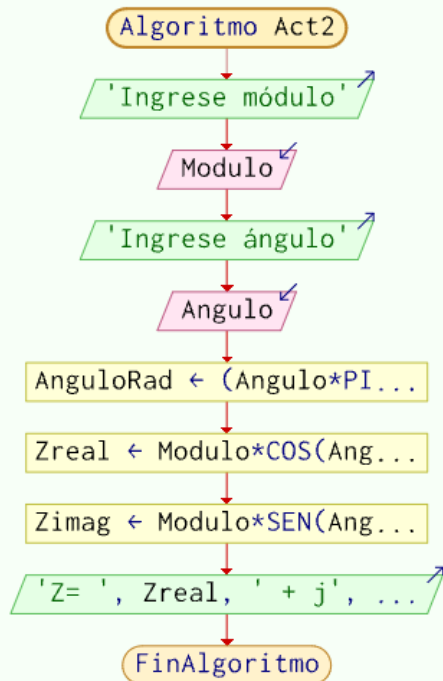 Algoritmo Act2
'Ingrese módulo'
Modulo
'Ingrese ángulo'
Angulo
AnguloRad ← (Angulo*PI...
Zreal ← Modulo*COS(Ang...
Zimag ← Modulo*SEN(Ang...
'Z= ', Zreal, ' + j', ...
FinAlgoritmo